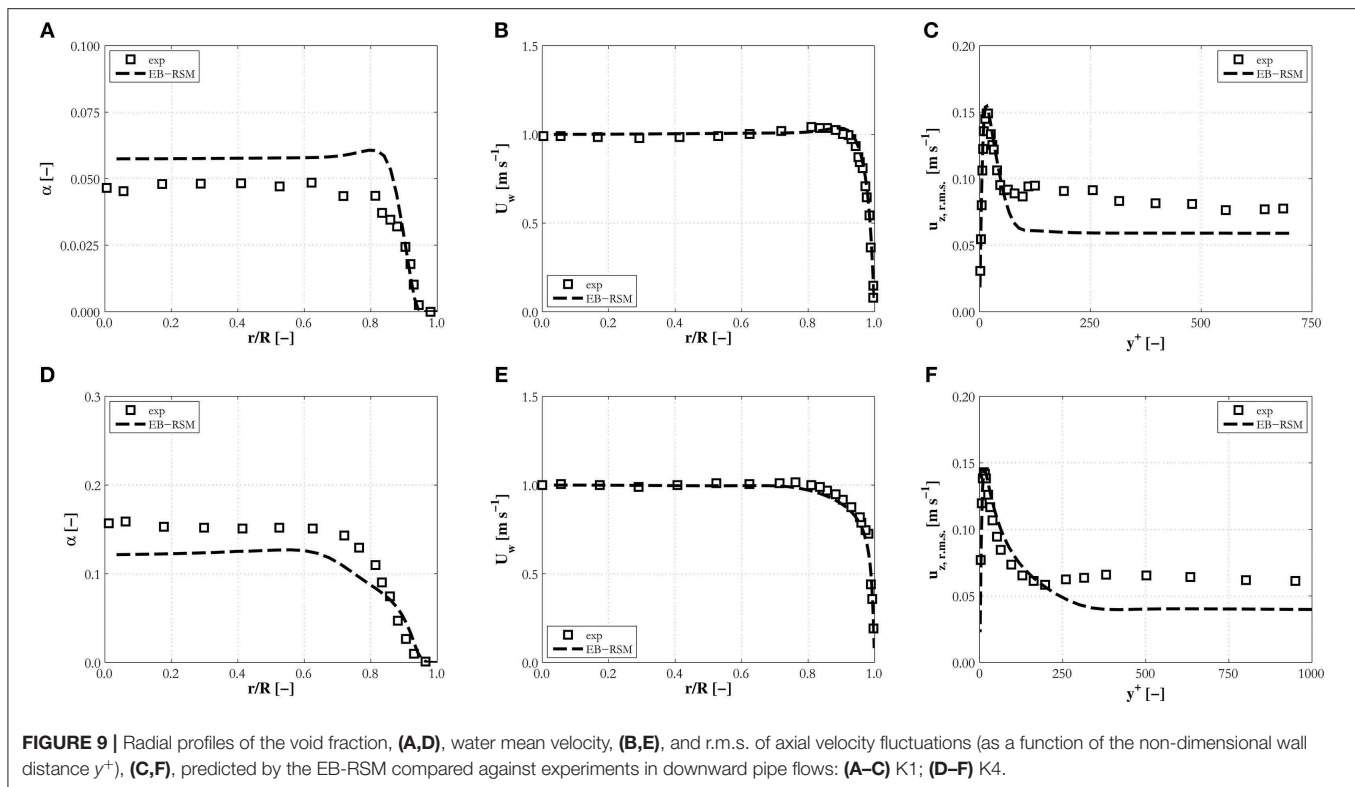 A
0.100
0.075
0.050
0.0025
0.000
α [−]
exp
EB−RSM
0.0
0.2
0.4
0.6
0.8
1.0
r/R [−]
B
1.5
1.0
0.5
0.0
U_w [m s⁻¹]
exp
EB−RSM
0.0
0.2
0.4
0.6
0.8
1.0
r/R [−]
C
0.20
0.15
0.10
0.05
0.00
u_z, r.m.s. [m s⁻¹]
exp
EB−RSM
0
250
500
750
y⁺ [−]
D
0.3
0.2
0.1
0.0
α [−]
exp
EB−RSM
0.0
0.2
0.4
0.6
0.8
1.0
r/R [−]
E
1.5
1.0
0.5
0.0
U_w [m s⁻¹]
exp
EB−RSM
0.0
0.2
0.4
0.6
0.8
1.0
r/R [−]
F
0.20
0.15
0.10
0.05
0.00
u_z, r.m.s. [m s⁻¹]
exp
EB−RSM
0
250
500
750
1000
y⁺ [−]
FIGURE 9 | Radial profiles of the void fraction, (A,D), water mean velocity, (B,E), and r.m.s. of axial velocity fluctuations (as a function of the non-dimensional wall
distance y⁺), (C,F), predicted by the EB-RSM compared against experiments in downward pipe flows: (A–C) K1; (D–F) K4.